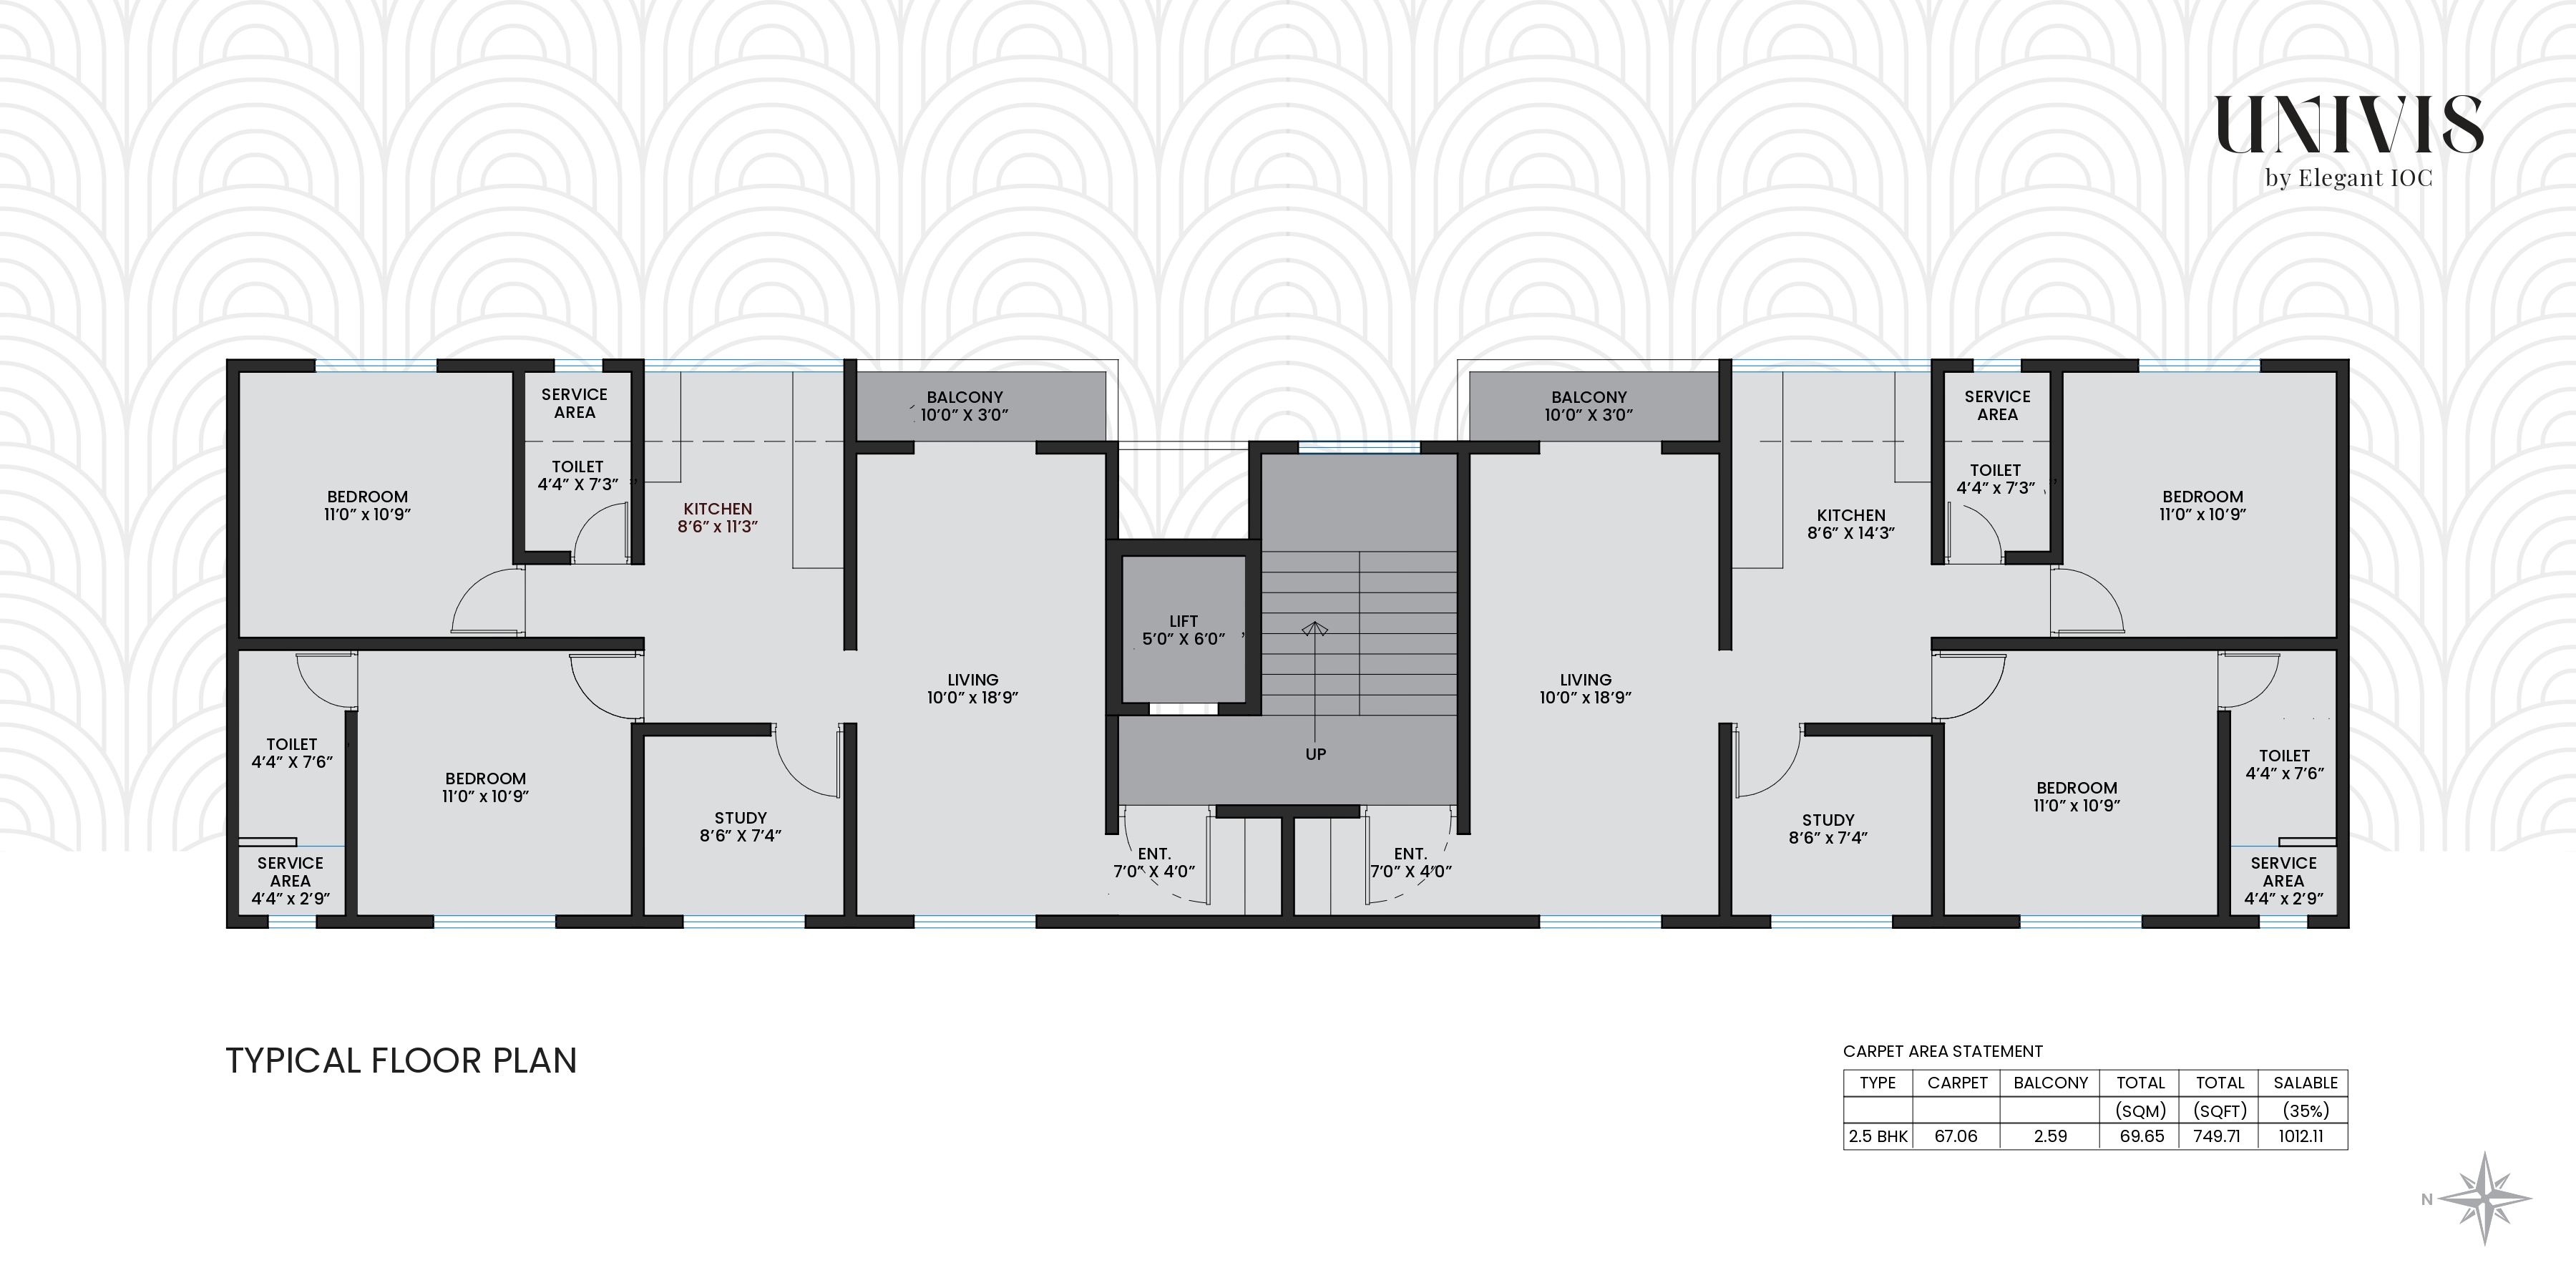 UNIVIS
by Elegant IOC
BEDROOM
11'0” x 10'9”
SERVICE
AREA
TOILET
4'4” X 7'3”
KITCHEN
8'6” x 11'3”
BALCONY
10'0” X 3'0”
LIVING
10'0” x 18'9”
TOILET
4'4” X 7'6”
SERVICE
AREA
4'4” x 2'9”
BEDROOM
11'0” x 10'9”
STUDY
8'6” X 7'4”
LIFT
5'0” X 6'0”
UP
ENT.
7'0” X 4'0”
ENT.
7'0” X 4'0”
BALCONY
10'0” X 3'0”
LIVING
10'0” x 18'9”
KITCHEN
8'6” X 14'3”
SERVICE
AREA
TOILET
4'4” x 7'3”
BEDROOM
11'0” x 10'9”
STUDY
8'6” x 7'4”
BEDROOM
11'0” x 10'9”
TOILET
4'4” x 7'6”
SERVICE
AREA
4'4” x 2'9”
TYPICAL FLOOR PLAN
CARPET AREA STATEMENT
TYPE CARPET BALCONY TOTAL TOTAL SALABLE
(SQM) (SQFT) (35%)
2.5 BHK 67.06 2.59 69.65 749.71 1012.11
N